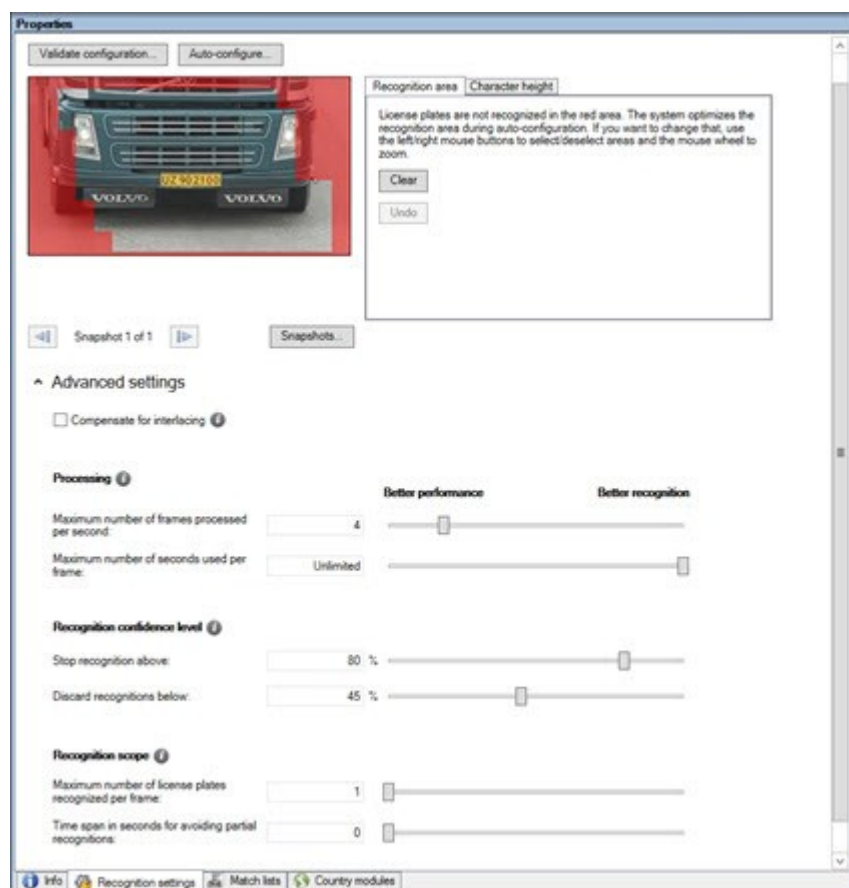 Properties
Validate configuration...
Auto-configure...
Recognition area
Character height
License plates are not recognized in the red area. The system optimizes the
recognition area during auto-configuration. If you want to change that, use
the left/right mouse buttons to select/deselect areas and the mouse wheel to
zoom.
Clear
Undo
UZ 90 2100
VOLVO
VOLVO
Snapshot 1 of 1
Snapshots...
Advanced settings
Compensate for interlacing
Processing
Better performance
Better recognition
Maximum number of frames processed
per second:
4
Maximum number of seconds used per
frame:
Unlimited
Recognition confidence level
Stop recognition above:
80 %
Discard recognitions below:
45 %
Recognition scope
Maximum number of license plates
recognized per frame:
1
Time span in seconds for avoiding partial
recognitions:
0
Info
Recognition settings
Match lists
Country modules